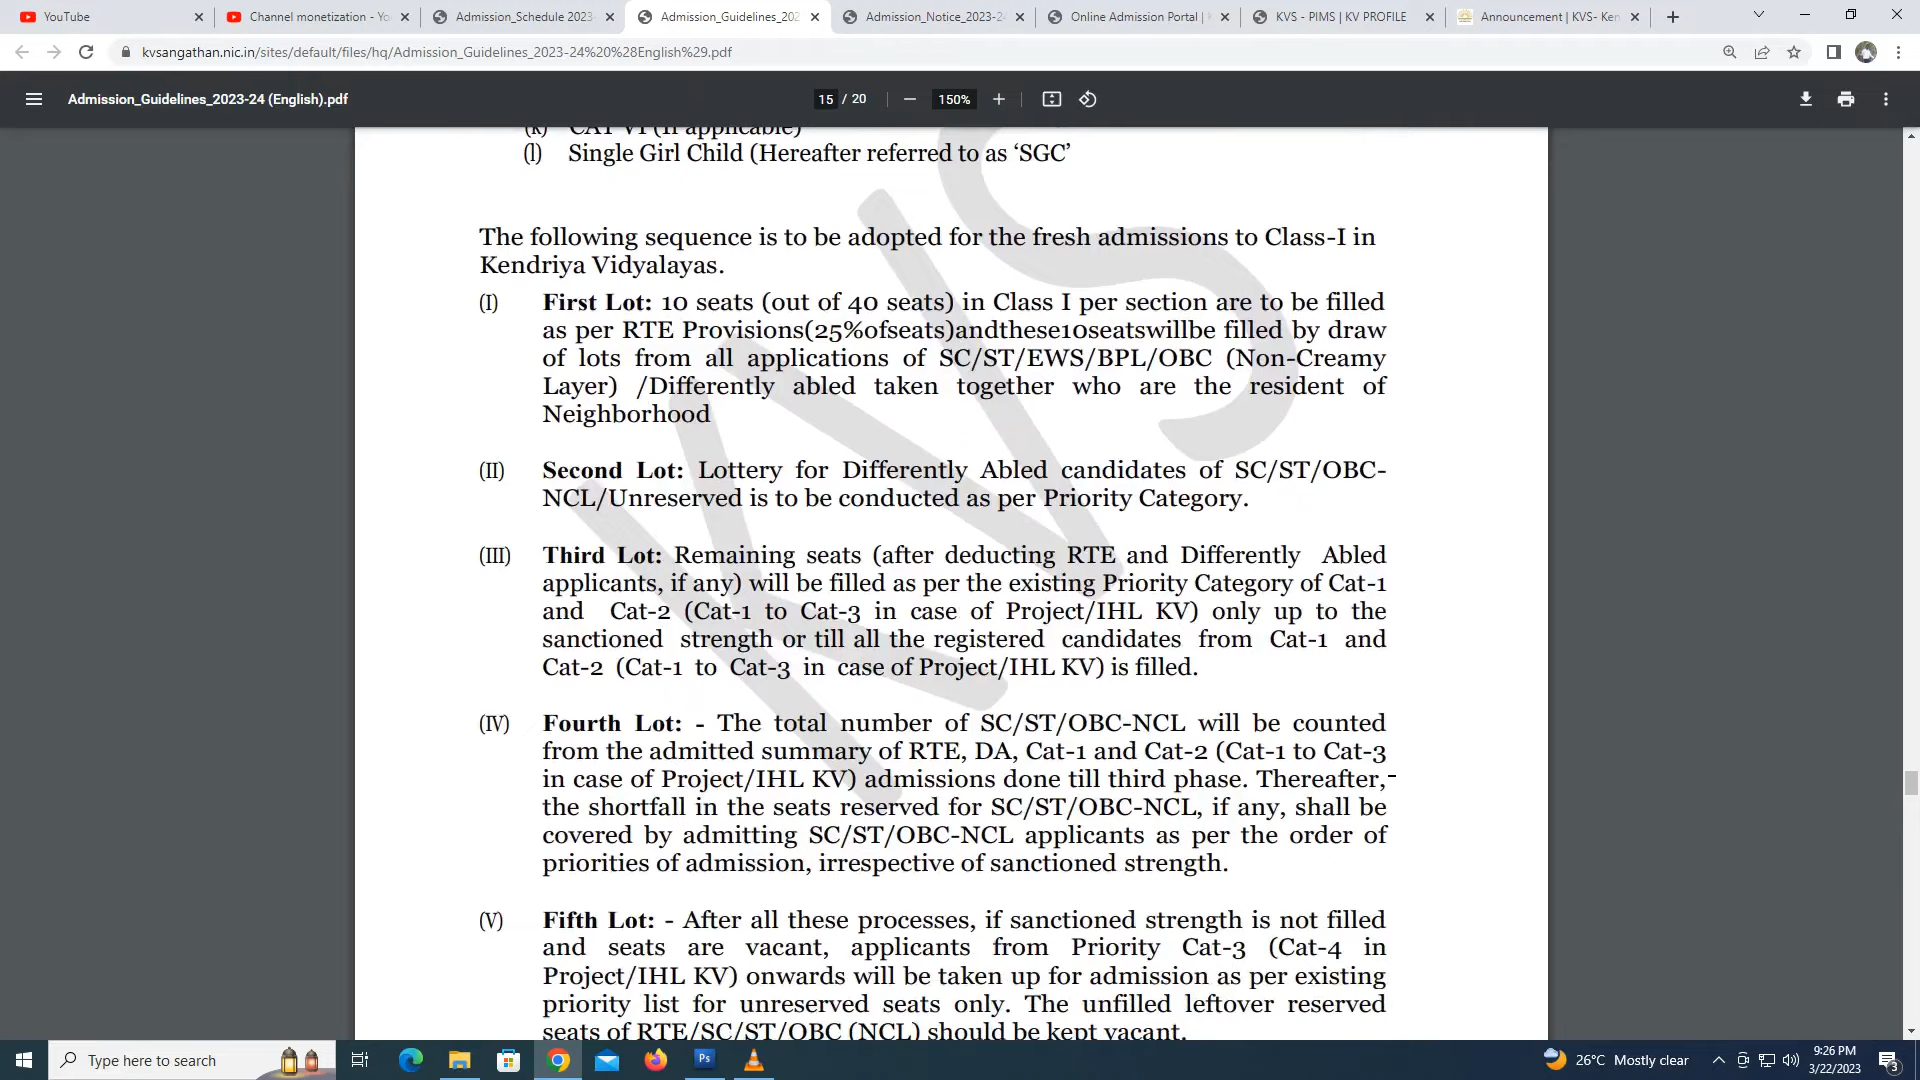 YouTube
Channel monetization - Yo
Admission_Schedule 2023-
Admission_Guidelines_202
Admission_Notice_2023-2
Online Admission Portal |
KVS - PIMS | KV PROFILE
Announcement | KVS- Ken
kvsangathan.nic.in/sites/default/files/hq/Admission_Guidelines_2023-24%20%28English%29.pdf
Admission_Guidelines_2023-24 (English).pdf
15 / 20
150%
(k) CAT VI (if applicable)
(l) Single Girl Child (Hereafter referred to as ‘SGC’
The following sequence is to be adopted for the fresh admissions to Class-I in
Kendriya Vidyalayas.
(I) First Lot: 10 seats (out of 40 seats) in Class I per section are to be filled
as per RTE Provisions(25%ofseats)andthese10seatswillbe filled by draw
of lots from all applications of SC/ST/EWS/BPL/OBC (Non-Creamy
Layer) /Differently abled taken together who are the resident of
Neighborhood
(II) Second Lot: Lottery for Differently Abled candidates of SC/ST/OBC-
NCL/Unreserved is to be conducted as per Priority Category.
(III) Third Lot: Remaining seats (after deducting RTE and Differently Abled
applicants, if any) will be filled as per the existing Priority Category of Cat-1
and Cat-2 (Cat-1 to Cat-3 in case of Project/IHL KV) only up to the
sanctioned strength or till all the registered candidates from Cat-1 and
Cat-2 (Cat-1 to Cat-3 in case of Project/IHL KV) is filled.
(IV) Fourth Lot: - The total number of SC/ST/OBC-NCL will be counted
from the admitted summary of RTE, DA, Cat-1 and Cat-2 (Cat-1 to Cat-3
in case of Project/IHL KV) admissions done till third phase. Thereafter,-
the shortfall in the seats reserved for SC/ST/OBC-NCL, if any, shall be
covered by admitting SC/ST/OBC-NCL applicants as per the order of
priorities of admission, irrespective of sanctioned strength.
(V) Fifth Lot: - After all these processes, if sanctioned strength is not filled
and seats are vacant, applicants from Priority Cat-3 (Cat-4 in
Project/IHL KV) onwards will be taken up for admission as per existing
priority list for unreserved seats only. The unfilled leftover reserved
seats of RTE/SC/ST/OBC (NCL) should be kept vacant.
KVS
Type here to search
Ps
26°C Mostly clear
9:26 PM
3/22/2023
3